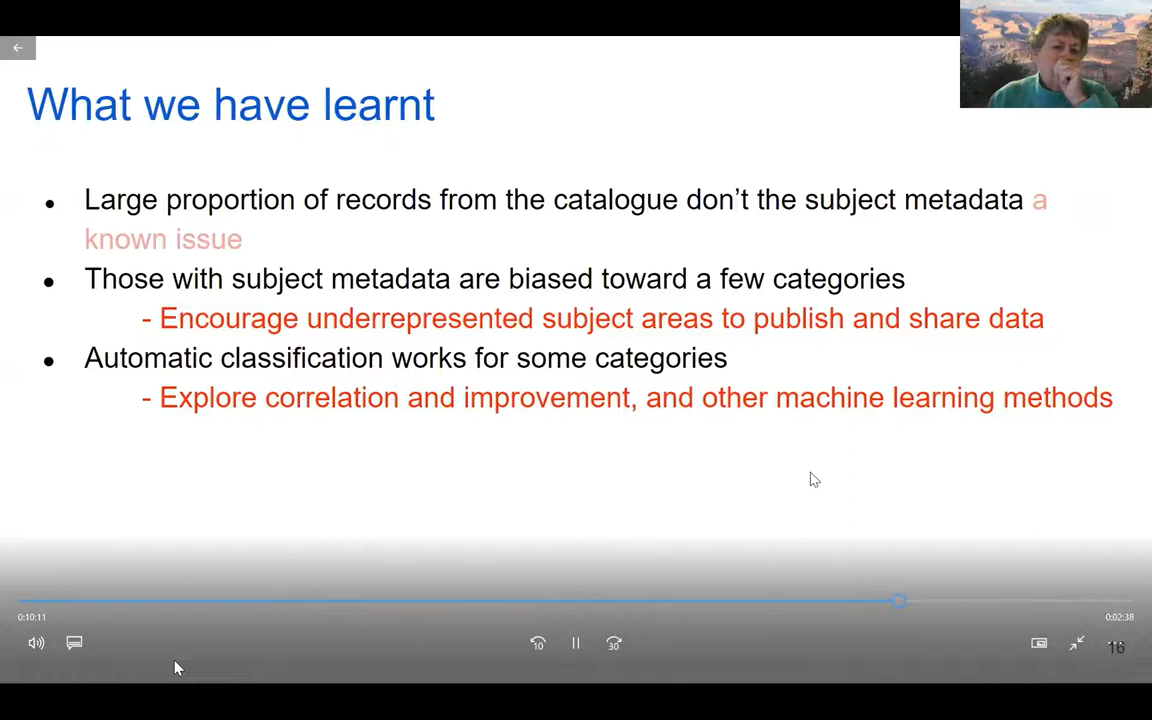 What we have learnt
● Large proportion of records from the catalogue don't the subject metadata a
known issue
● Those with subject metadata are biased toward a few categories
- Encourage underrepresented subject areas to publish and share data
● Automatic classification works for some categories
- Explore correlation and improvement, and other machine learning methods
0:10:11
0:02:38
10
30
16